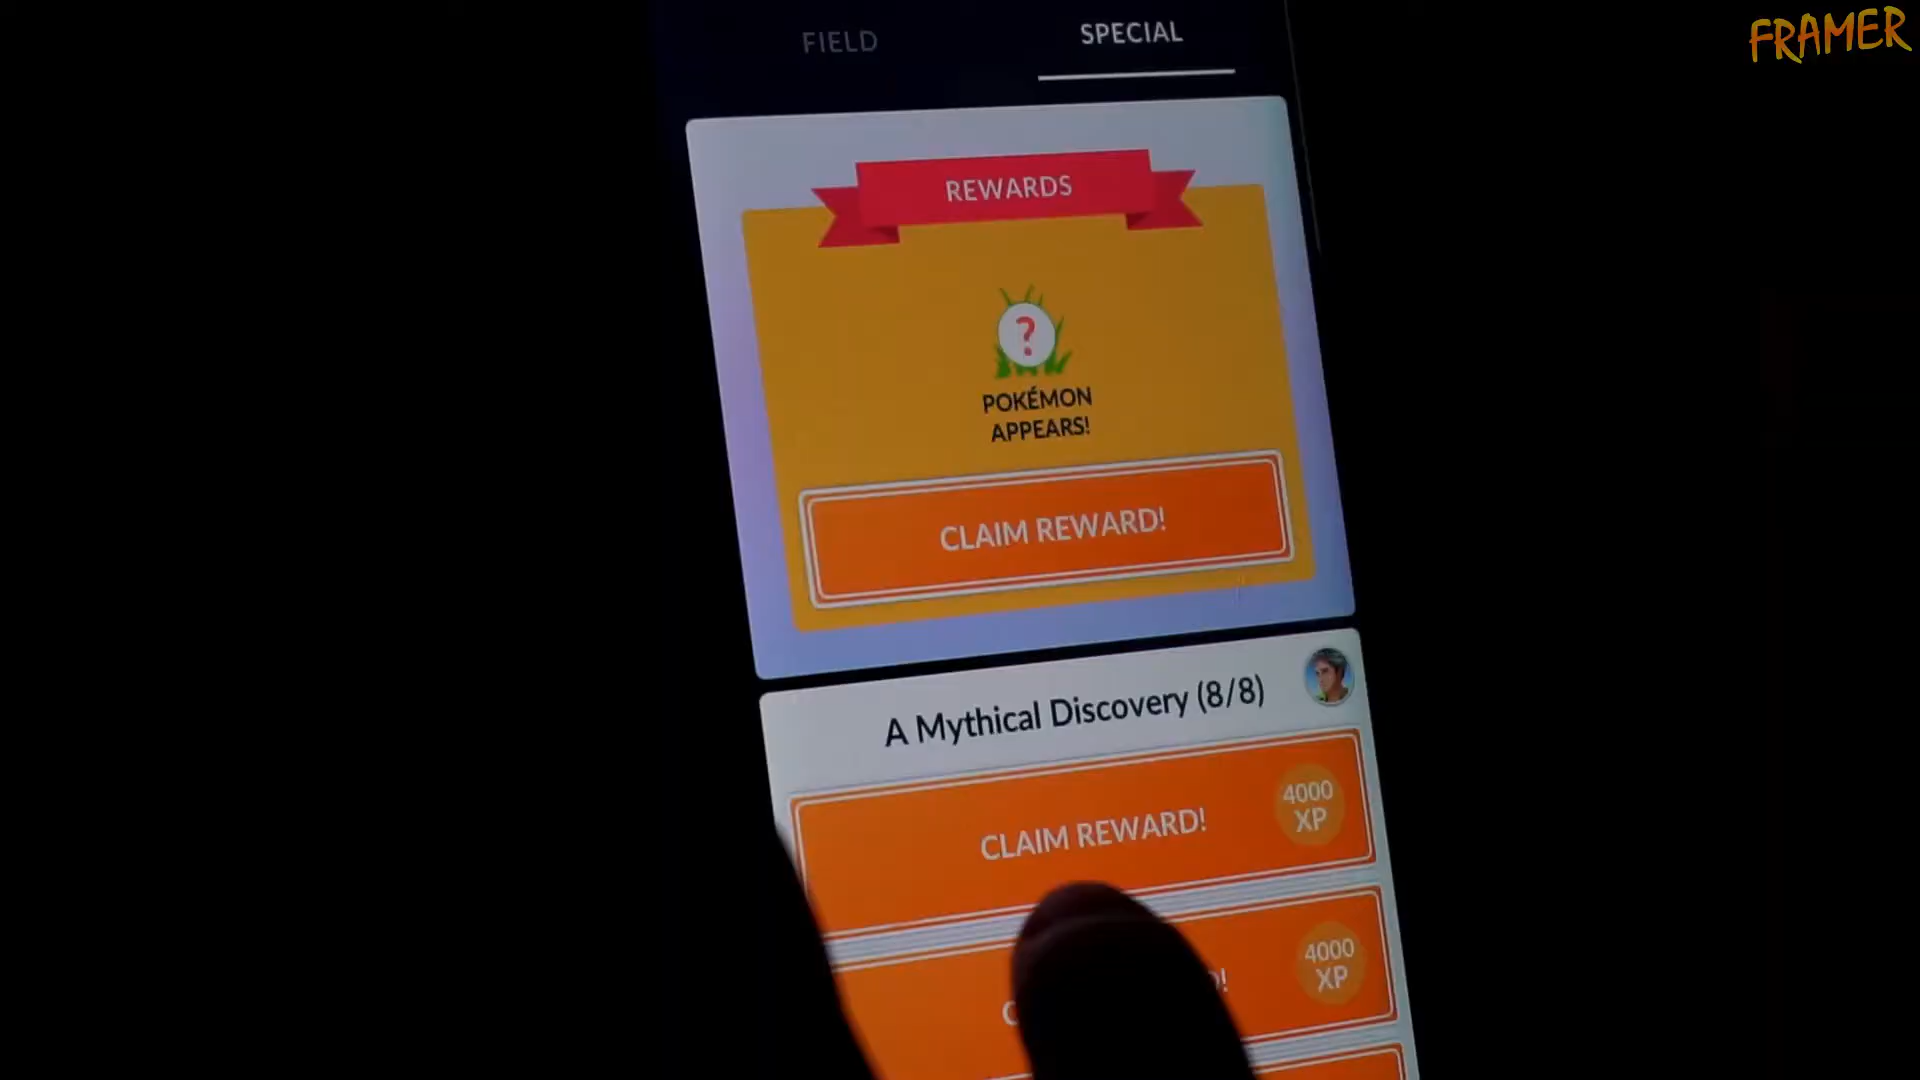 FIELD
SPECIAL
FRAMER
REWARDS
?
POKÉMON
APPEARS!
CLAIM REWARD!
A Mythical Discovery (8/8)
CLAIM REWARD!
4000
XP
4000
XP